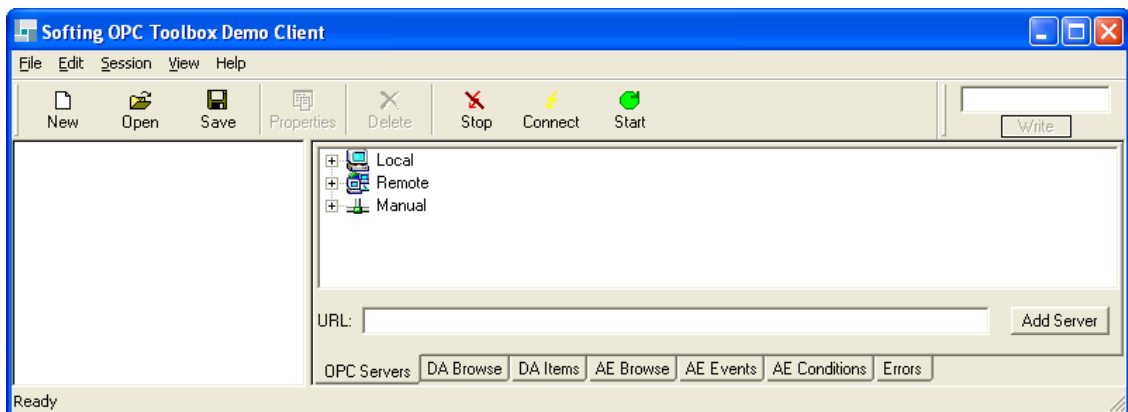 Softing OPC Toolbox Demo Client
File Edit Session View Help
New Open Save Properties Delete Stop Connect Start Write
Local
Remote
Manual
URL: Add Server
OPC Servers DA Browse DA Items AE Browse AE Events AE Conditions Errors
Ready